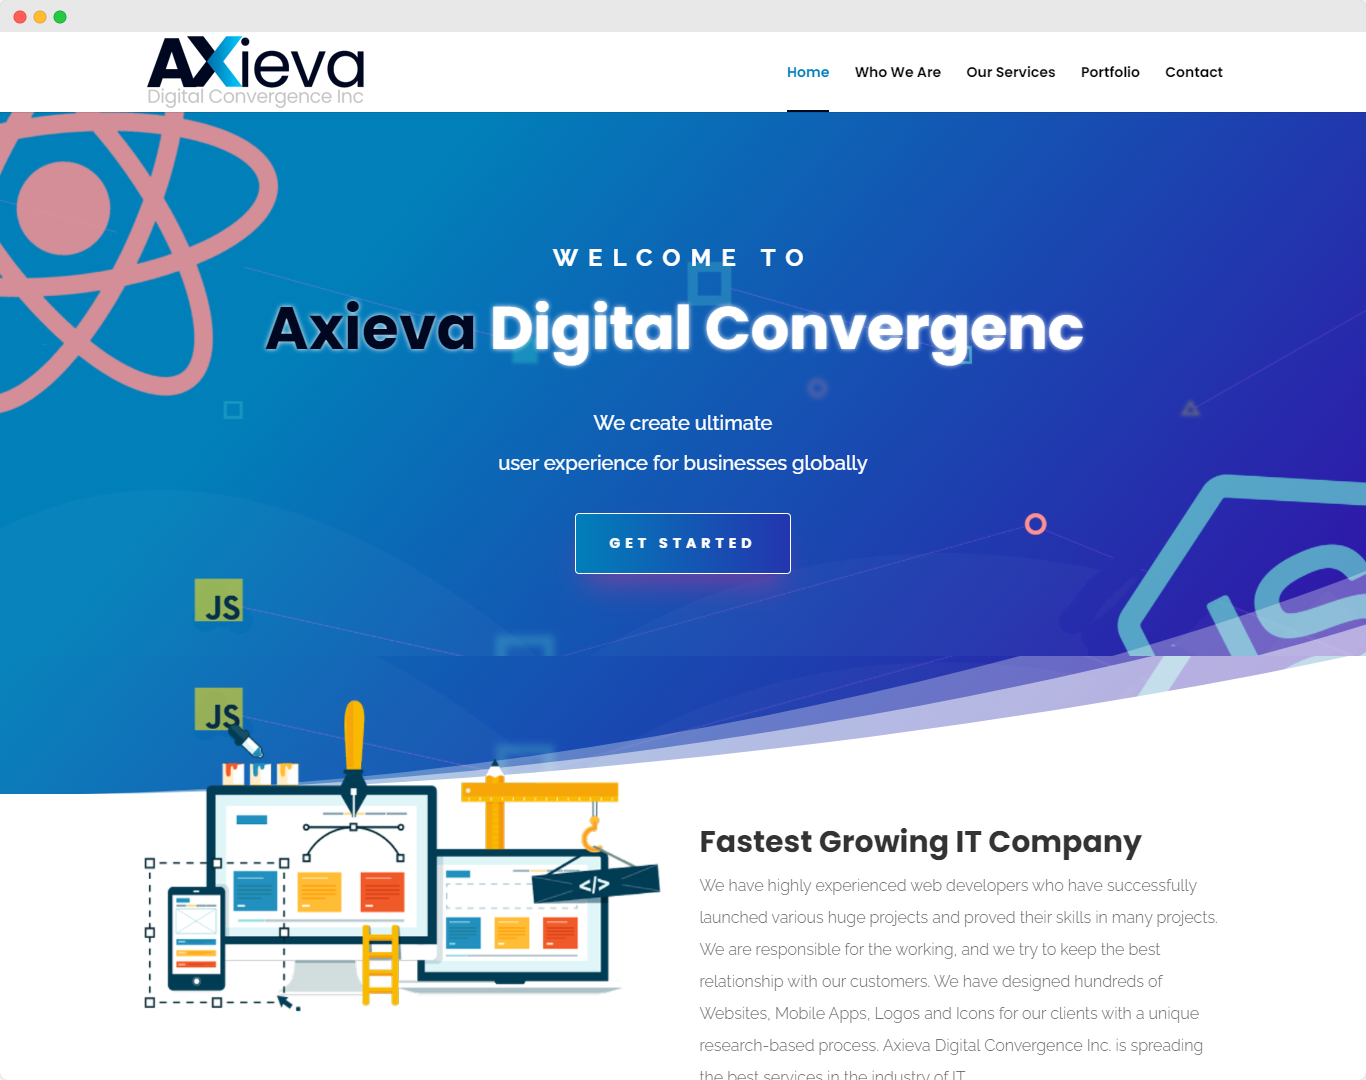 AXieva
Digital Convergence Inc
Home Who We Are Our Services Portfolio Contact
WELCOME TO
Axieva Digital Convergenc
We create ultimate
user experience for businesses globally
GET STARTED
JS
JS
JS
</>
Fastest Growing IT Company
We have highly experienced web developers who have successfully
launched various huge projects and proved their skills in many projects.
We are responsible for the working, and we try to keep the best
relationship with our customers. We have designed hundreds of
Websites, Mobile Apps, Logos and Icons for our clients with a unique
research-based process. Axieva Digital Convergence Inc. is spreading
the best services in the industry of IT.